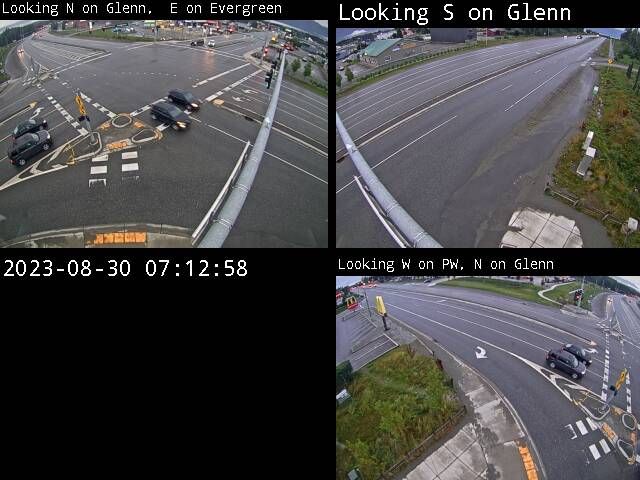 Looking N on Glenn,  E on Evergreen
Looking S on Glenn
2023-08-30 07:12:58
Looking W on PW, N on Glenn